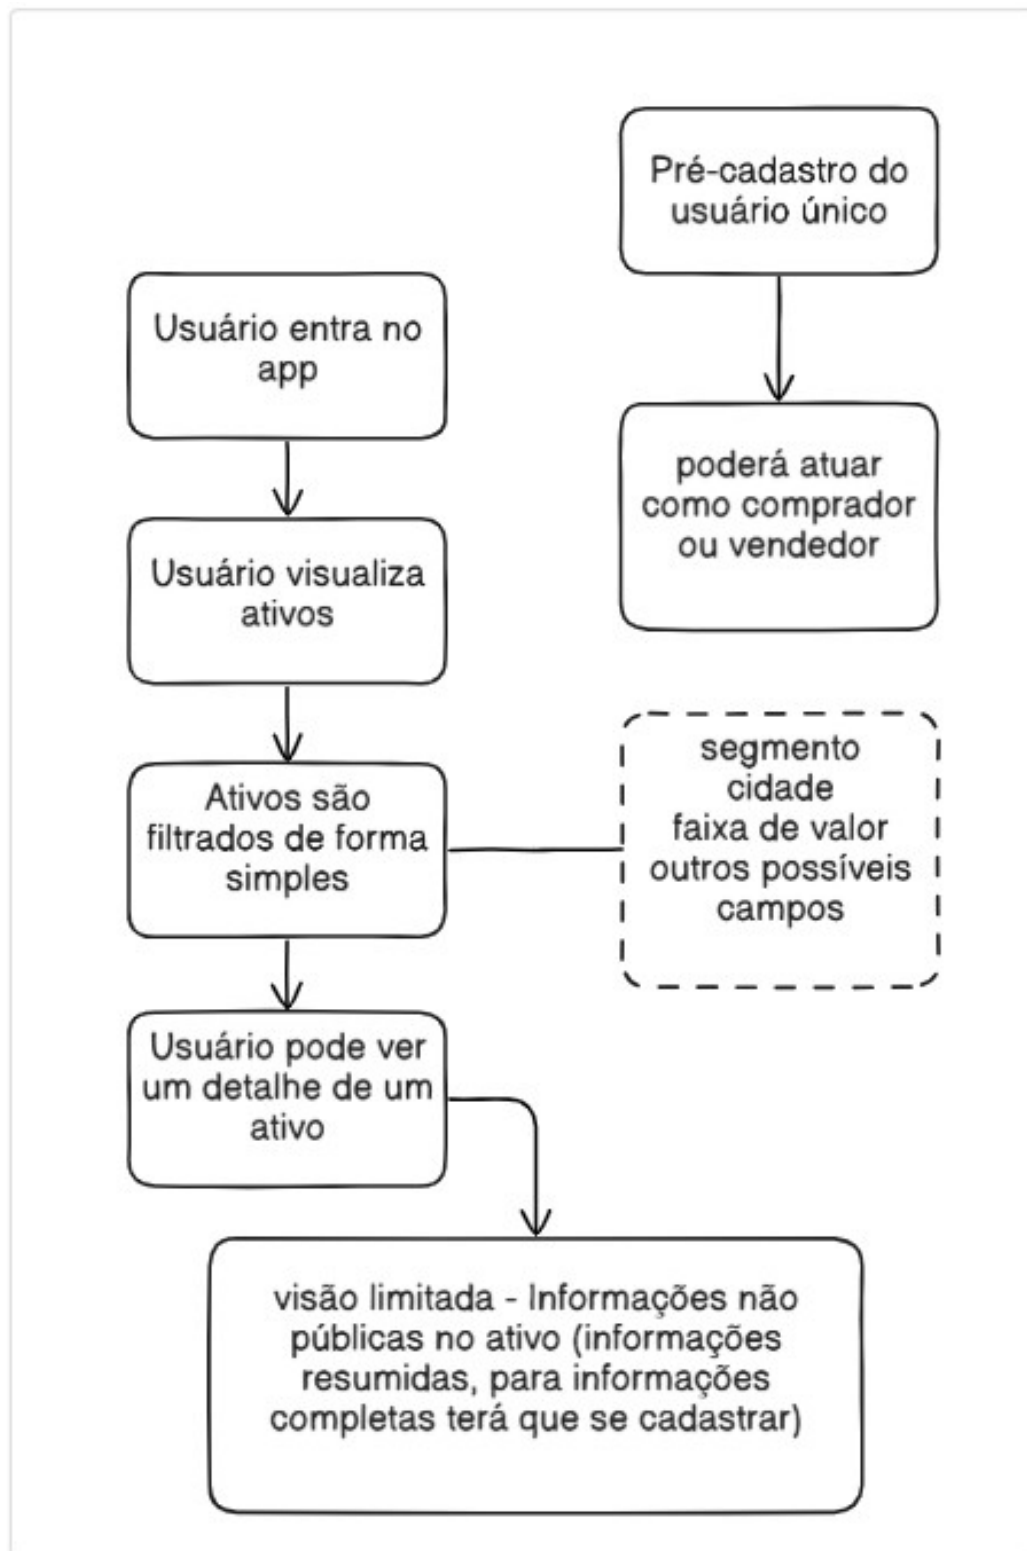 Pré-cadastro do
usuário único
Usuário entra no
app
poderá atuar
como comprador
ou vendedor
Usuário visualiza
ativos
segmento
cidade
faixa de valor
outros possíveis
campos
Ativos são
filtrados de forma
simples
Usuário pode ver
um detalhe de um
ativo
visão limitada - Informações não
públicas no ativo (informações
resumidas, para informações
completas terá que se cadastrar)